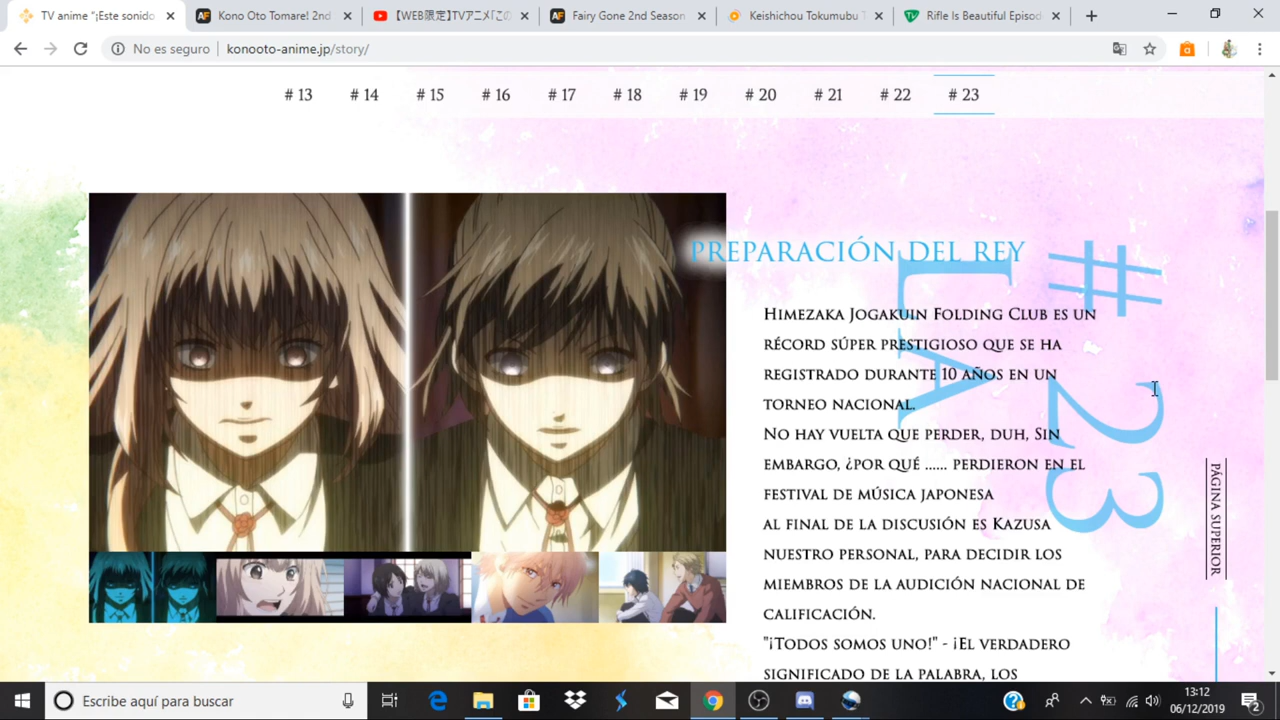 TV anime "¡Este sonido
Kono Oto Tomare! 2nd
【WEB限定】TVアニメ「この
Fairy Gone 2nd Season
Keishichou Tokumubu T
Rifle Is Beautiful Episod
No es seguro
konooto-anime.jp/story/
# 13
# 14
# 15
# 16
# 17
# 18
# 19
# 20
# 21
# 22
# 23
PREPARACIÓN DEL REY
LA
# 23
Himezaka Jogakuin Folding Club es un
récord súper prestigioso que se ha
registrado durante 10 años en un
torneo nacional.
No hay vuelta que perder, duh, Sin
embargo, ¿por qué ...... perdieron en el
festival de música japonesa
al final de la discusión es Kazusa
nuestro personal, para decidir los
miembros de la audición nacional de
calificación.
"¡Todos somos uno!" - ¡El verdadero
significado de la palabra, los
PÁGINA SUPERIOR
Escribe aquí para buscar
13:12
06/12/2019
2